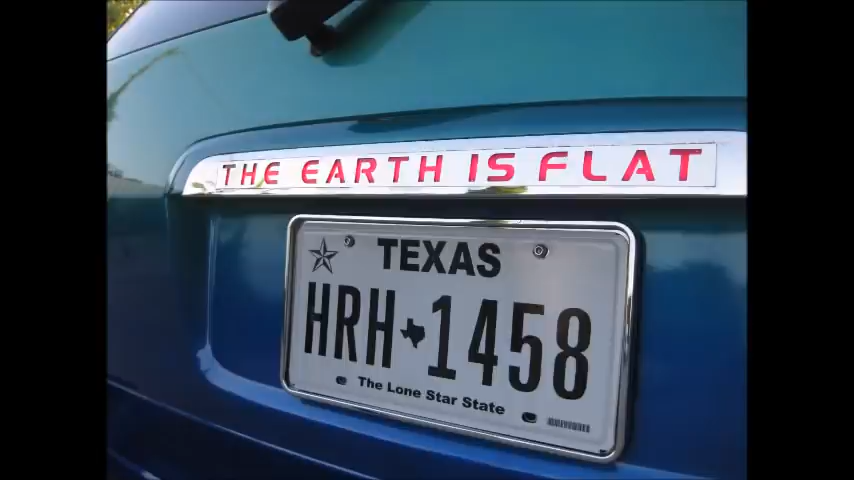 THE EARTH IS FLAT
TEXAS
HRH 1458
The Lone Star State